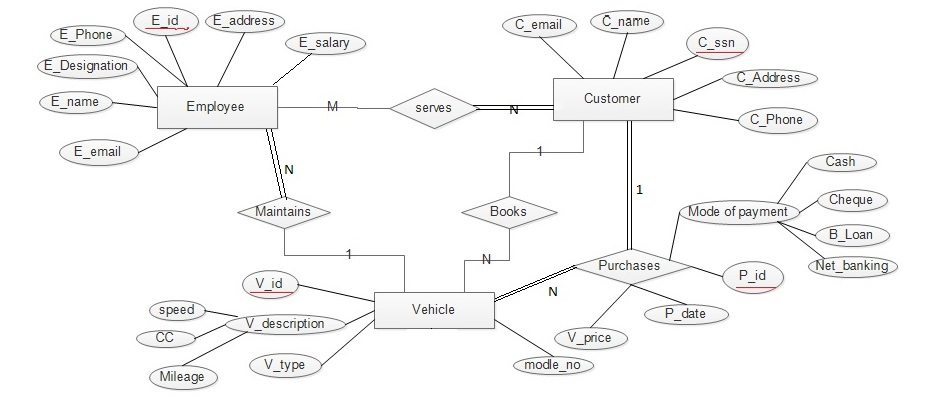 E_id
E_address
E_Phone
E_salary
E_Designation
E_name
E_email
Employee
M
serves
N
C_email
C_name
C_ssn
C_Address
C_Phone
Customer
N
Maintains
1
1
Books
N
1
Purchases
N
Mode of payment
Cash
Cheque
B_Loan
Net_banking
P_id
P_date
V_price
V_id
Vehicle
speed
V_description
CC
Mileage
V_type
modle_no